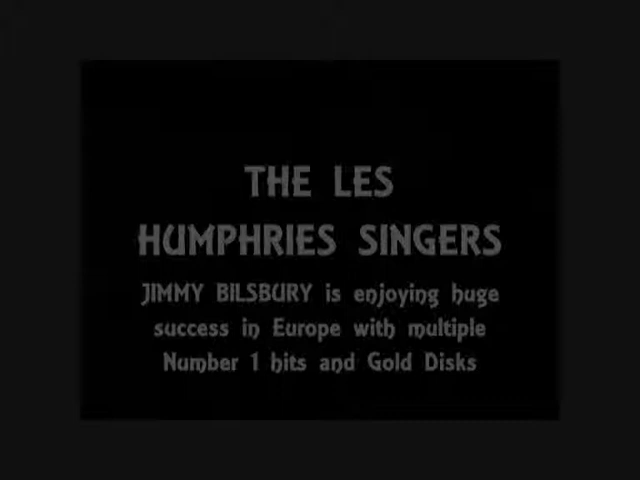 THE LES
HUMPHRIES SINGERS
JIMMY BILSBURY is enjoying huge
success in Europe with multiple
Number 1 hits and Gold Disks